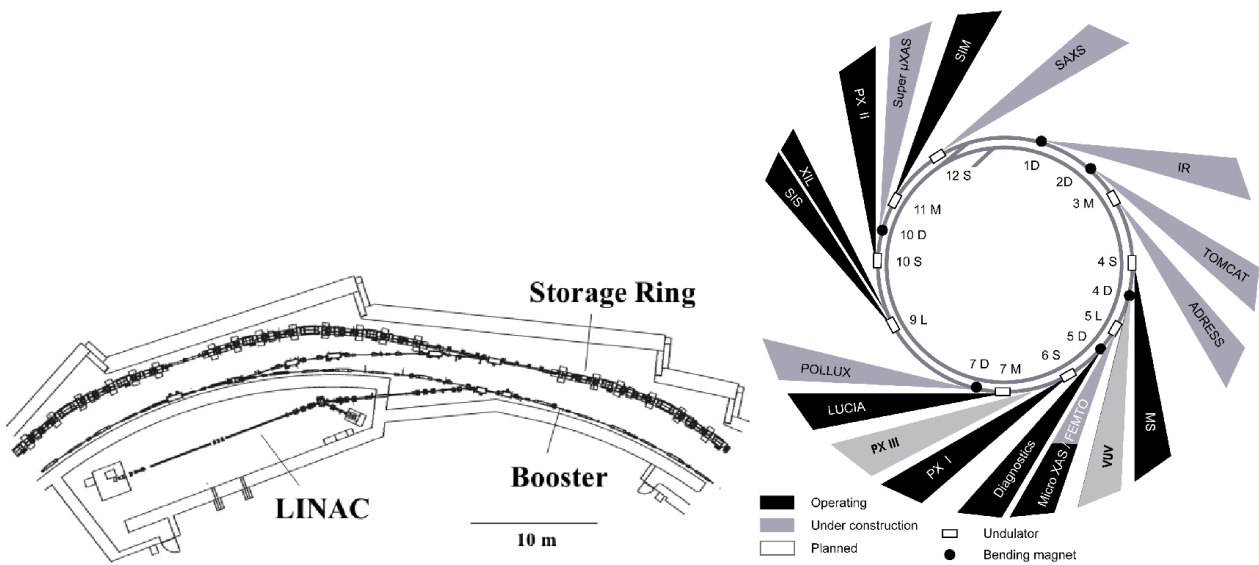 Storage Ring
Booster
LINAC
10 m
SIM
Super µXAS
PX II
SAXS
XIL
SIS
IR
TOMCAT
ADRESS
12 S
1D
2D
3 M
11 M
10 D
10 S
4 S
4 D
5 L
5 D
9 L
6 S
7 D
7 M
POLLUX
LUCIA
PX III
PX I
Diagnostics
Micro XAS / FEMTO
VUV
MS
Operating
Under construction
Planned
Undulator
Bending magnet